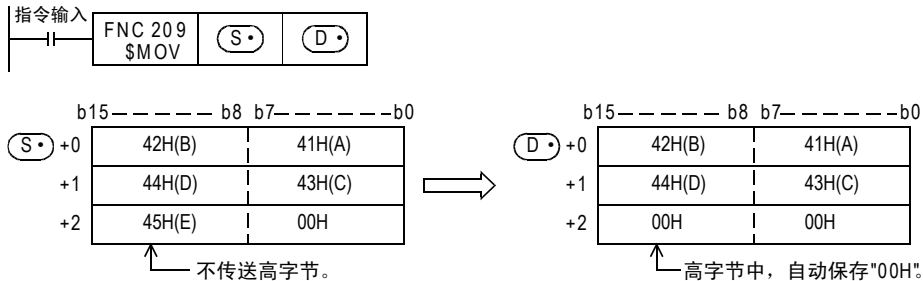 指令输入
FNC 209 S• D•
$MOV
b15 b8 b7 b0 b15 b8 b7 b0
S• +0 42H(B) 41H(A) D• +0 42H(B) 41H(A)
+1 44H(D) 43H(C) +1 44H(D) 43H(C)
+2 45H(E) 00H +2 00H 00H
不传送高字节。 高字节中，自动保存"00H"。